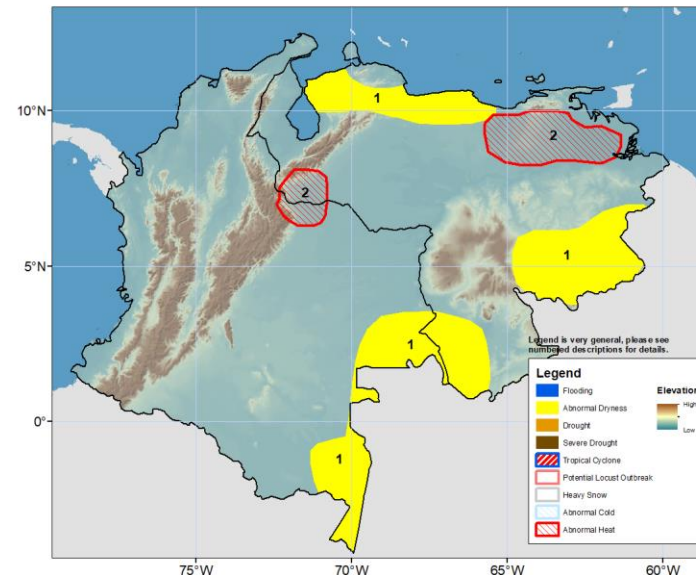 10°N
5°N
0°
75°W
70°W
65°W
60°W
1
2
2
1
1
1
Legend is very general, please see
numbered descriptions for details.
Legend
Flooding
Abnormal Dryness
Drought
Severe Drought
Tropical Cyclone
Potential Locust Outbreak
Heavy Snow
Abnormal Cold
Abnormal Heat
Elevation
High
Low